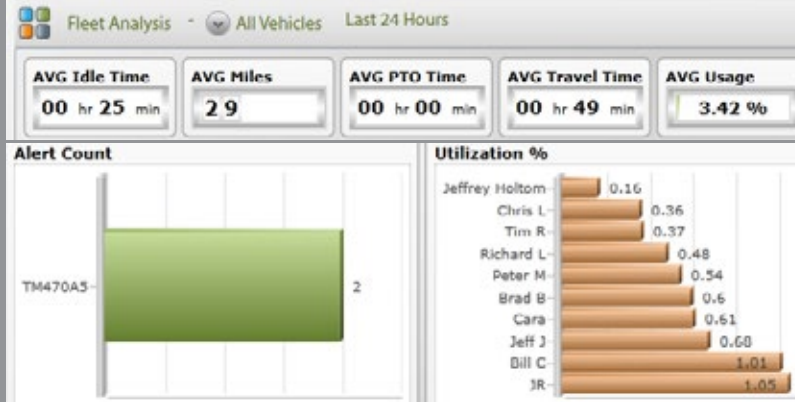 Fleet Analysis - All Vehicles Last 24 Hours
AVG Idle Time
00 hr 25 min
AVG Miles
29
AVG PTO Time
00 hr 00 min
AVG Travel Time
00 hr 49 min
AVG Usage
3.42 %
Alert Count
TM470A5
2
Utilization %
Jeffrey Holtom 0.16
Chris L 0.36
Tim R 0.37
Richard L 0.48
Peter M 0.54
Brad B 0.6
Cara 0.61
Jeff J 0.68
Bill C 1.01
JR 1.05